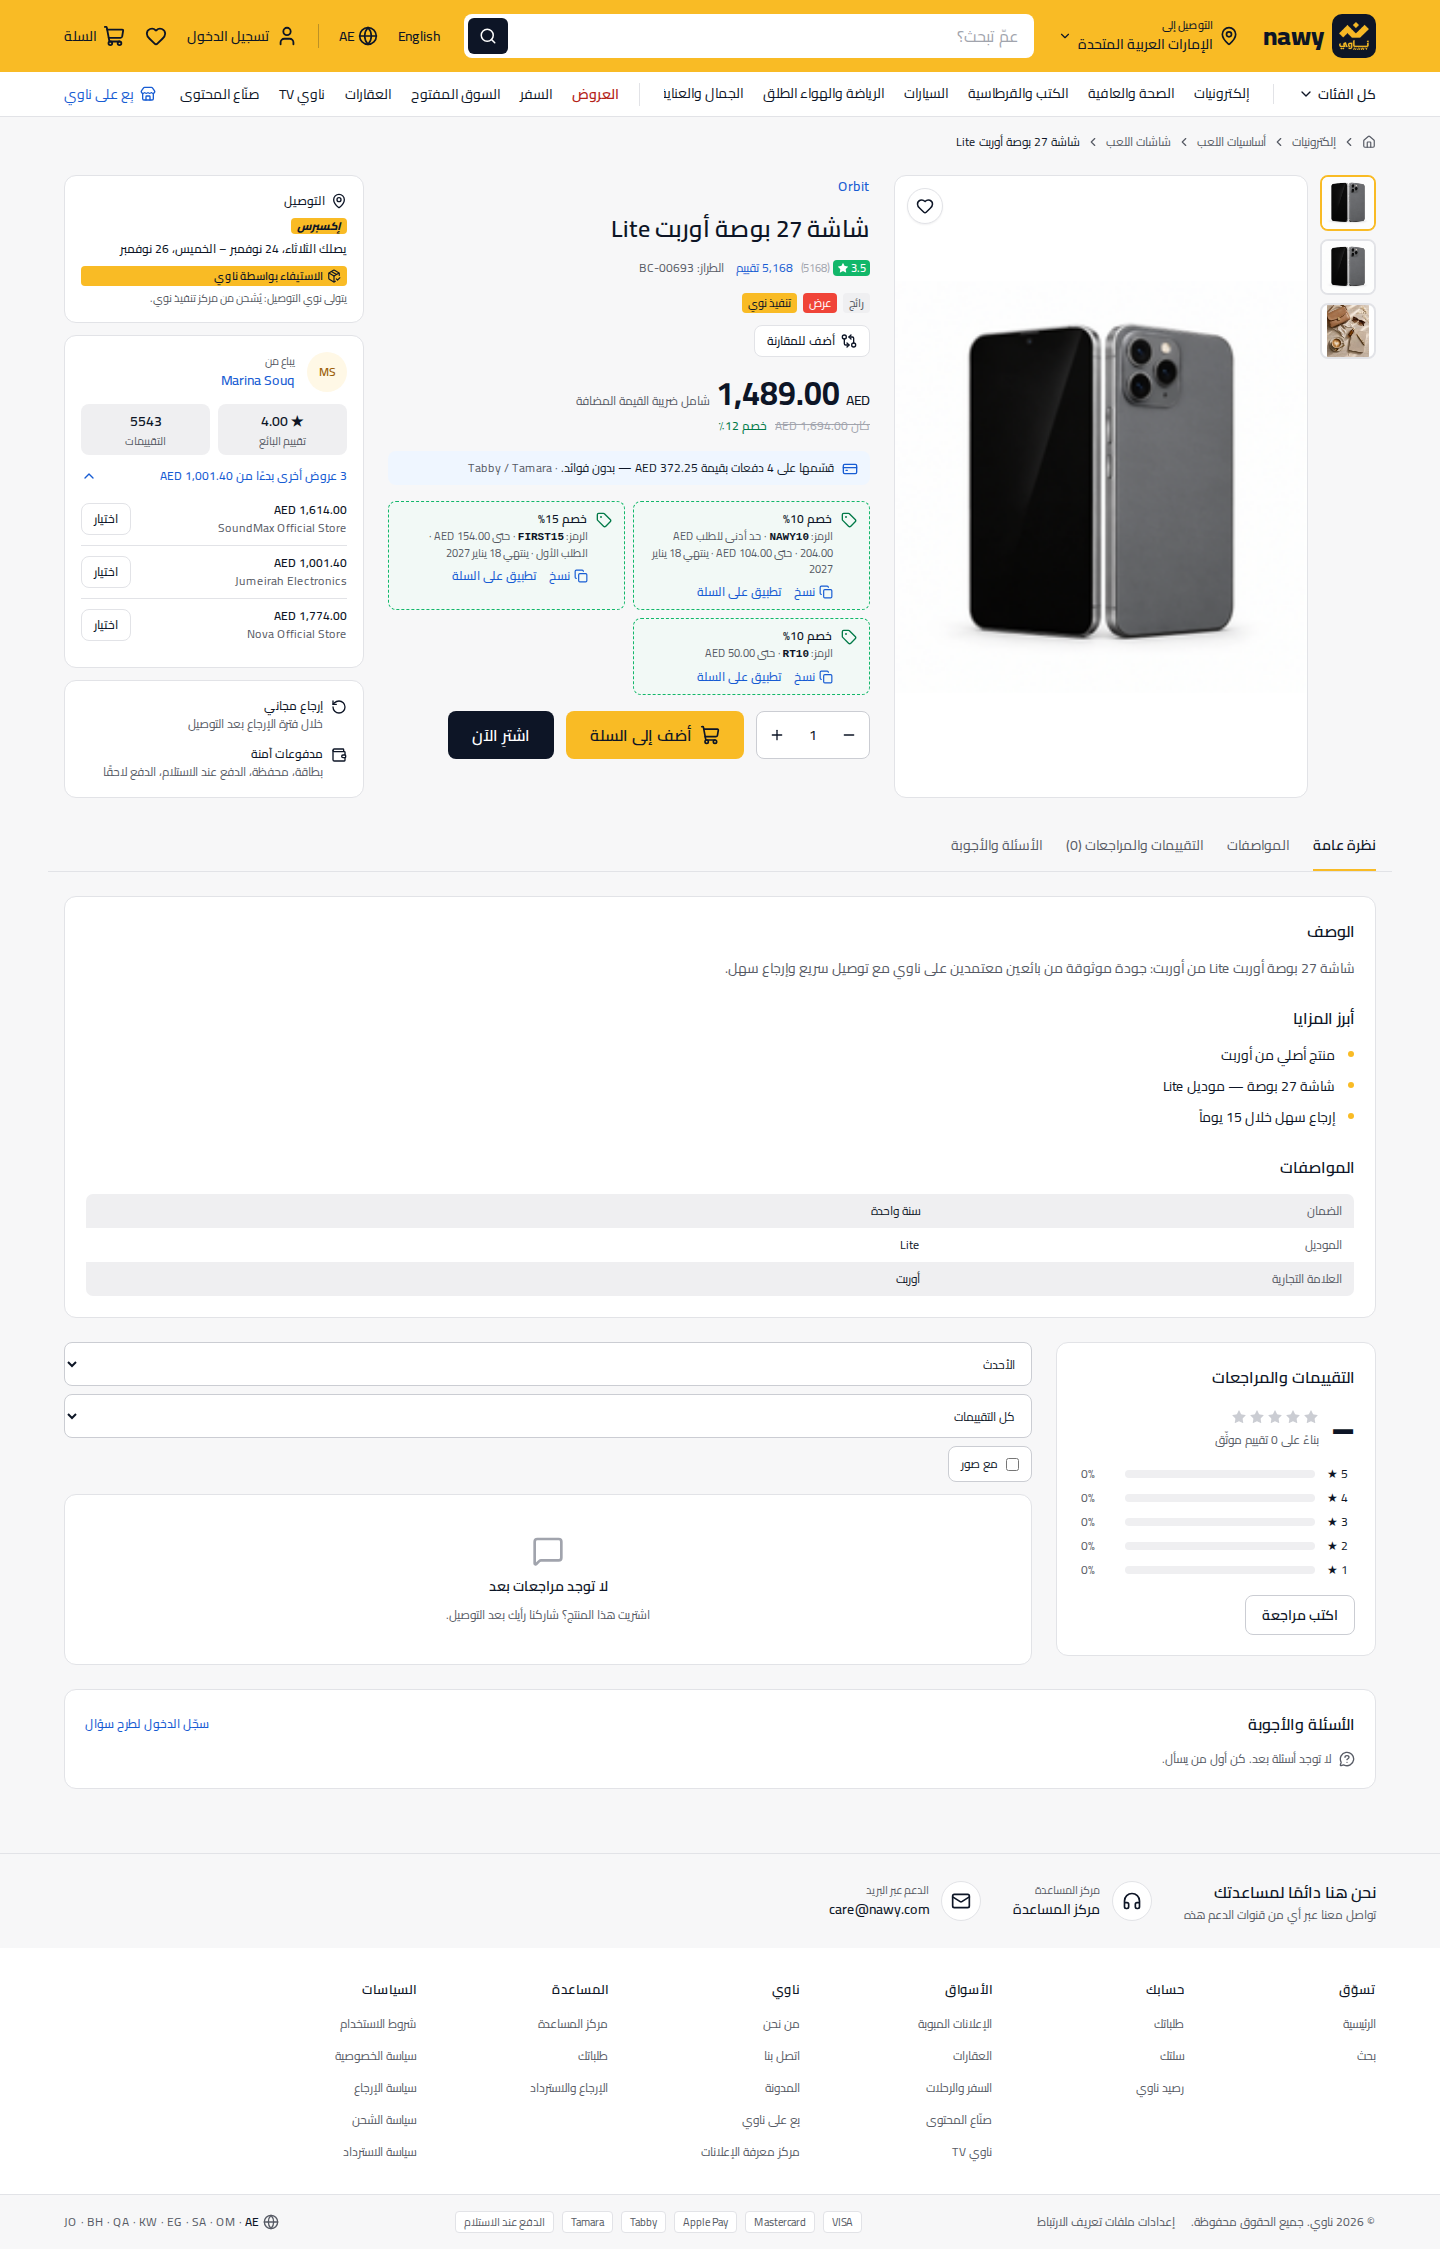 ناوي
nawy
التوصيل إلى
الإمارات العربية المتحدة
عمّ تبحث؟
English
AE
تسجيل الدخول
السلة
كل الفئات
إلكترونيات
الصحة والعافية
الكتب والقرطاسية
السيارات
الرياضة والهواء الطلق
الجمال والعناية
العروض
السفر
السوق المفتوح
العقارات
ناوي TV
صنّاع المحتوى
بع على ناوي
إلكترونيات
أساسيات اللعب
شاشات اللعب
شاشة 27 بوصة أوربت Lite
Orbit
شاشة 27 بوصة أوربت Lite
3.5 ★ (5168) 5,168 تقييم الطراز: BC-00693
رائج
عرض
تنفيذ نوي
أضف للمقارنة
AED 1,489.00 شامل ضريبة القيمة المضافة
كان AED 1,694.00 خصم 12٪
قسّمها على 4 دفعات بقيمة AED 372.25 — بدون فوائد. · Tabby / Tamara
خصم 10%
الرمز: NAWY10 · حد أدنى للطلب AED
204.00 · حتى AED 104.00 · ينتهي 18 يناير
2027
نسخ تطبيق على السلة
خصم 15%
الرمز: FIRST15 · حتى AED 154.00 ·
الطلب الأول · ينتهي 18 يناير 2027
نسخ تطبيق على السلة
خصم 10%
الرمز: RT10 · حتى AED 50.00
نسخ تطبيق على السلة
1
أضف إلى السلة
اشترِ الآن
التوصيل
إكسبرس
يصلك الثلاثاء، 24 نوفمبر – الخميس، 26 نوفمبر
الاستيفاء بواسطة ناوي
يتولى نوي التوصيل: يُشحن من مركز تنفيذ نوي.
MS
يباع من
Marina Souq
★ 4.00
تقييم البائع
5543
التقييمات
3 عروض أخرى بدءًا من AED 1,001.40
AED 1,614.00
SoundMax Official Store
اختيار
AED 1,001.40
Jumeirah Electronics
اختيار
AED 1,774.00
Nova Official Store
اختيار
إرجاع مجاني
خلال فترة الإرجاع بعد التوصيل
مدفوعات آمنة
بطاقة، محفظة، الدفع عند الاستلام، الدفع لاحقًا
نظرة عامة
المواصفات
التقييمات والمراجعات (0)
الأسئلة والأجوبة
الوصف
شاشة 27 بوصة أوربت Lite من أوربت: جودة موثوقة من بائعين معتمدين على ناوي مع توصيل سريع وإرجاع سهل.
أبرز المزايا
منتج أصلي من أوربت
شاشة 27 بوصة — موديل Lite
إرجاع سهل خلال 15 يوماً
المواصفات
الضمان سنة واحدة
الموديل Lite
العلامة التجارية أوربت
التقييمات والمراجعات
–
بناءً على 0 تقييم موثّق
5 ★ 0%
4 ★ 0%
3 ★ 0%
2 ★ 0%
1 ★ 0%
اكتب مراجعة
الأحدث
كل التقييمات
مع صور
لا توجد مراجعات بعد
اشتريت هذا المنتج؟ شاركنا رأيك بعد التوصيل.
الأسئلة والأجوبة
سجّل الدخول لطرح سؤال
لا توجد أسئلة بعد. كن أول من يسأل.
نحن هنا دائمًا لمساعدتك
تواصل معنا عبر أي من قنوات الدعم هذه
مركز المساعدة
مركز المساعدة
الدعم عبر البريد
care@nawy.com
تسوّق
الرئيسية
بحث
حسابك
طلباتك
سلتك
رصيد ناوي
الأسواق
الإعلانات المبوبة
العقارات
السفر والرحلات
صنّاع المحتوى
ناوي TV
ناوي
من نحن
اتصل بنا
المدونة
بع على ناوي
مركز معرفة الإعلانات
المساعدة
مركز المساعدة
طلباتك
الإرجاع والاسترداد
السياسات
شروط الاستخدام
سياسة الخصوصية
سياسة الإرجاع
سياسة الشحن
سياسة الاسترداد
© 2026 ناوي. جميع الحقوق محفوظة.
إعدادات ملفات تعريف الارتباط
VISA
Mastercard
Apple Pay
Tabby
Tamara
الدفع عند الاستلام
JO · BH · QA · KW · EG · SA · OM · AE